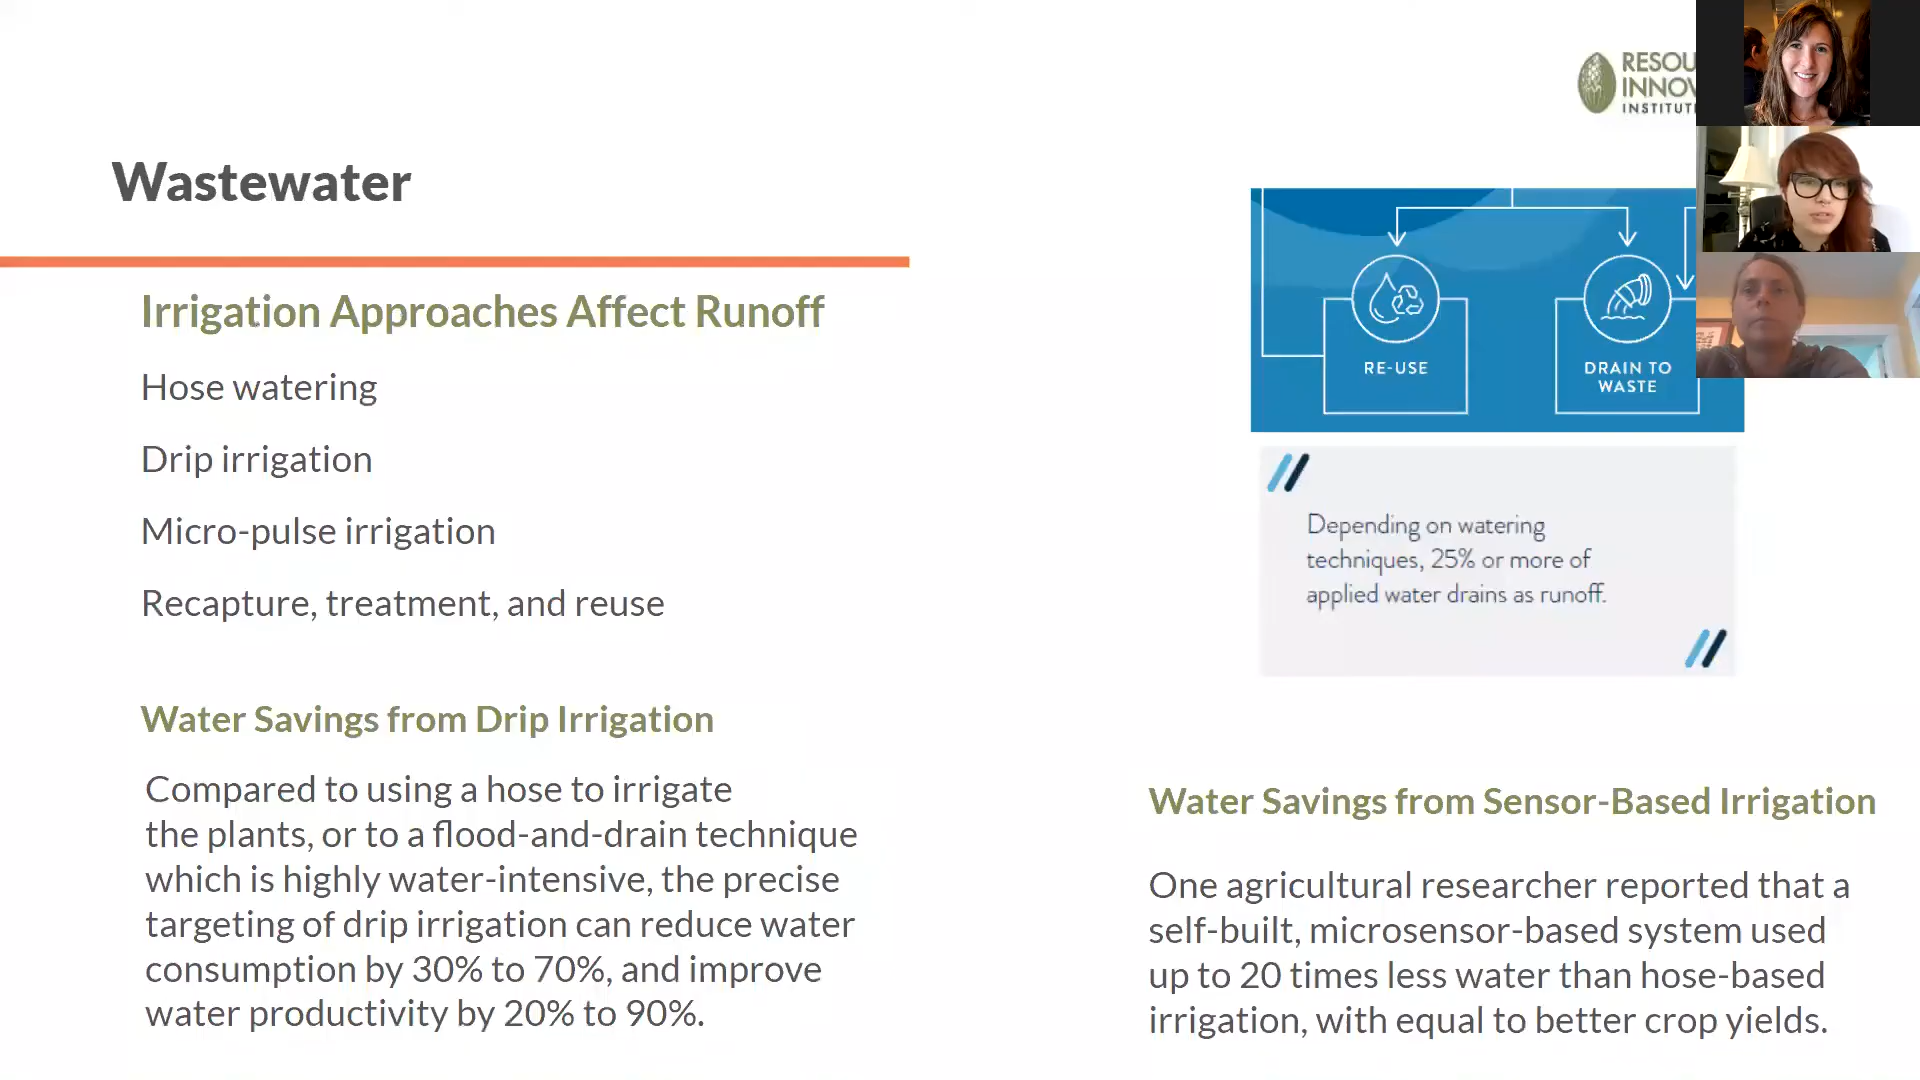 RESOU
INNOV
INSTITUT
Wastewater
Irrigation Approaches Affect Runoff
Hose watering
Drip irrigation
Micro-pulse irrigation
Recapture, treatment, and reuse
Water Savings from Drip Irrigation
Compared to using a hose to irrigate
the plants, or to a flood-and-drain technique
which is highly water-intensive, the precise
targeting of drip irrigation can reduce water
consumption by 30% to 70%, and improve
water productivity by 20% to 90%.
RE-USE
DRAIN TO
WASTE
Depending on watering
techniques, 25% or more of
applied water drains as runoff.
Water Savings from Sensor-Based Irrigation
One agricultural researcher reported that a
self-built, microsensor-based system used
up to 20 times less water than hose-based
irrigation, with equal to better crop yields.